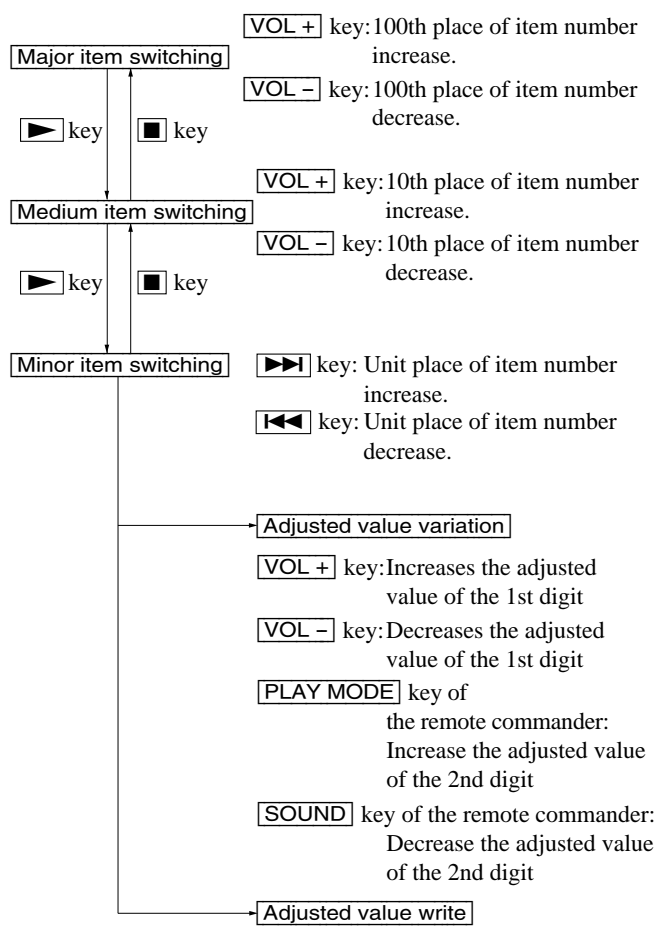 VOL + key: 100th place of item number
increase.
Major item switching
VOL – key: 100th place of item number
decrease.
▶ key ■ key
VOL + key: 10th place of item number
increase.
Medium item switching
VOL – key: 10th place of item number
decrease.
▶ key ■ key
Minor item switching
▶▶I key: Unit place of item number
increase.
I◀◀ key: Unit place of item number
decrease.
Adjusted value variation
VOL + key: Increases the adjusted
value of the 1st digit
VOL – key: Decreases the adjusted
value of the 1st digit
PLAY MODE key of
the remote commander:
Increase the adjusted value
of the 2nd digit
SOUND key of the remote commander:
Decrease the adjusted value
of the 2nd digit
Adjusted value write